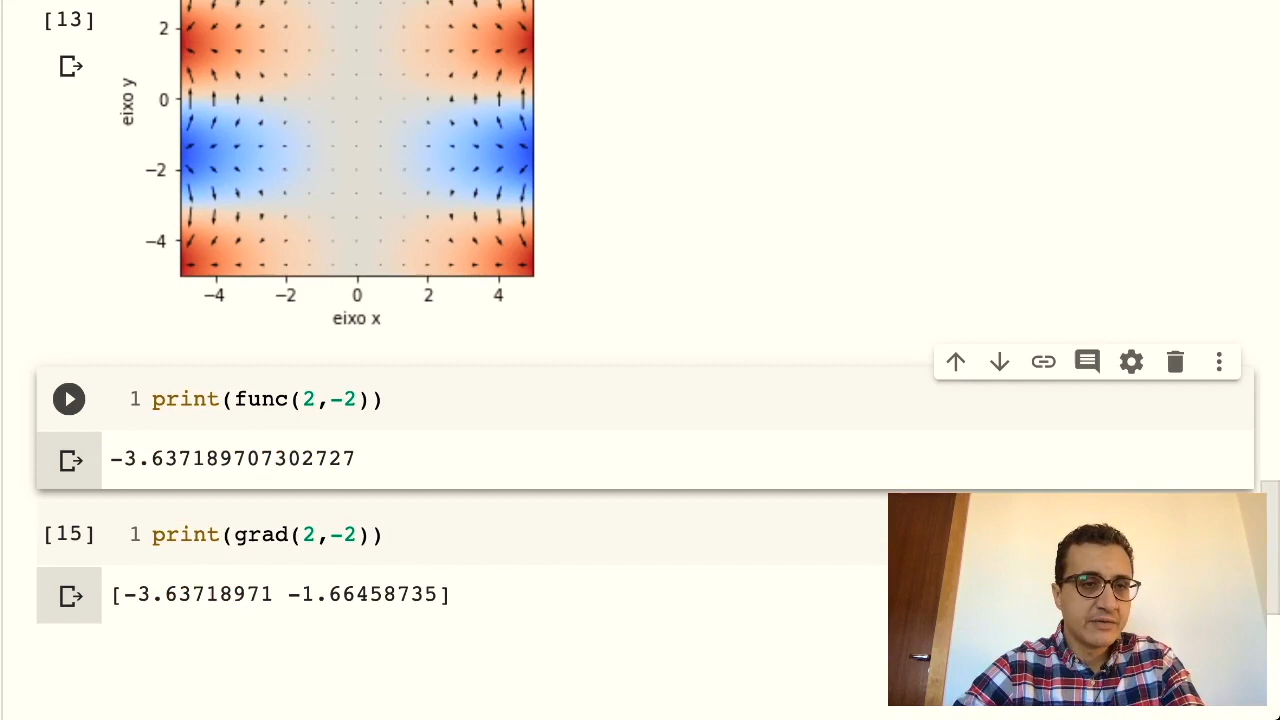 [13]
2
0
−2
−4
eixo y
−4 −2 0 2 4
eixo x
1 print(func(2,-2))
-3.637189707302727
[15] 1 print(grad(2,-2))
[-3.63718971 -1.66458735]